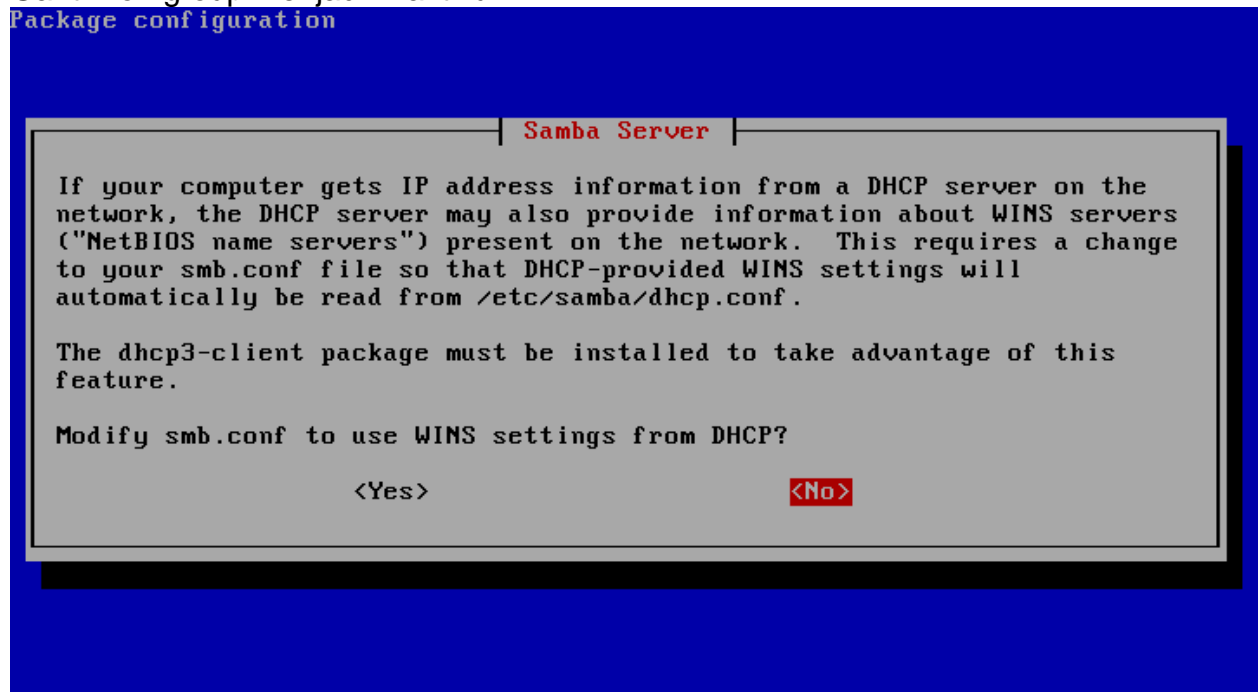 Package configuration
Samba Server
If your computer gets IP address information from a DHCP server on the
network, the DHCP server may also provide information about WINS servers
("NetBIOS name servers") present on the network.  This requires a change
to your smb.conf file so that DHCP-provided WINS settings will
automatically be read from /etc/samba/dhcp.conf.
The dhcp3-client package must be installed to take advantage of this
feature.
Modify smb.conf to use WINS settings from DHCP?
<Yes> <No>